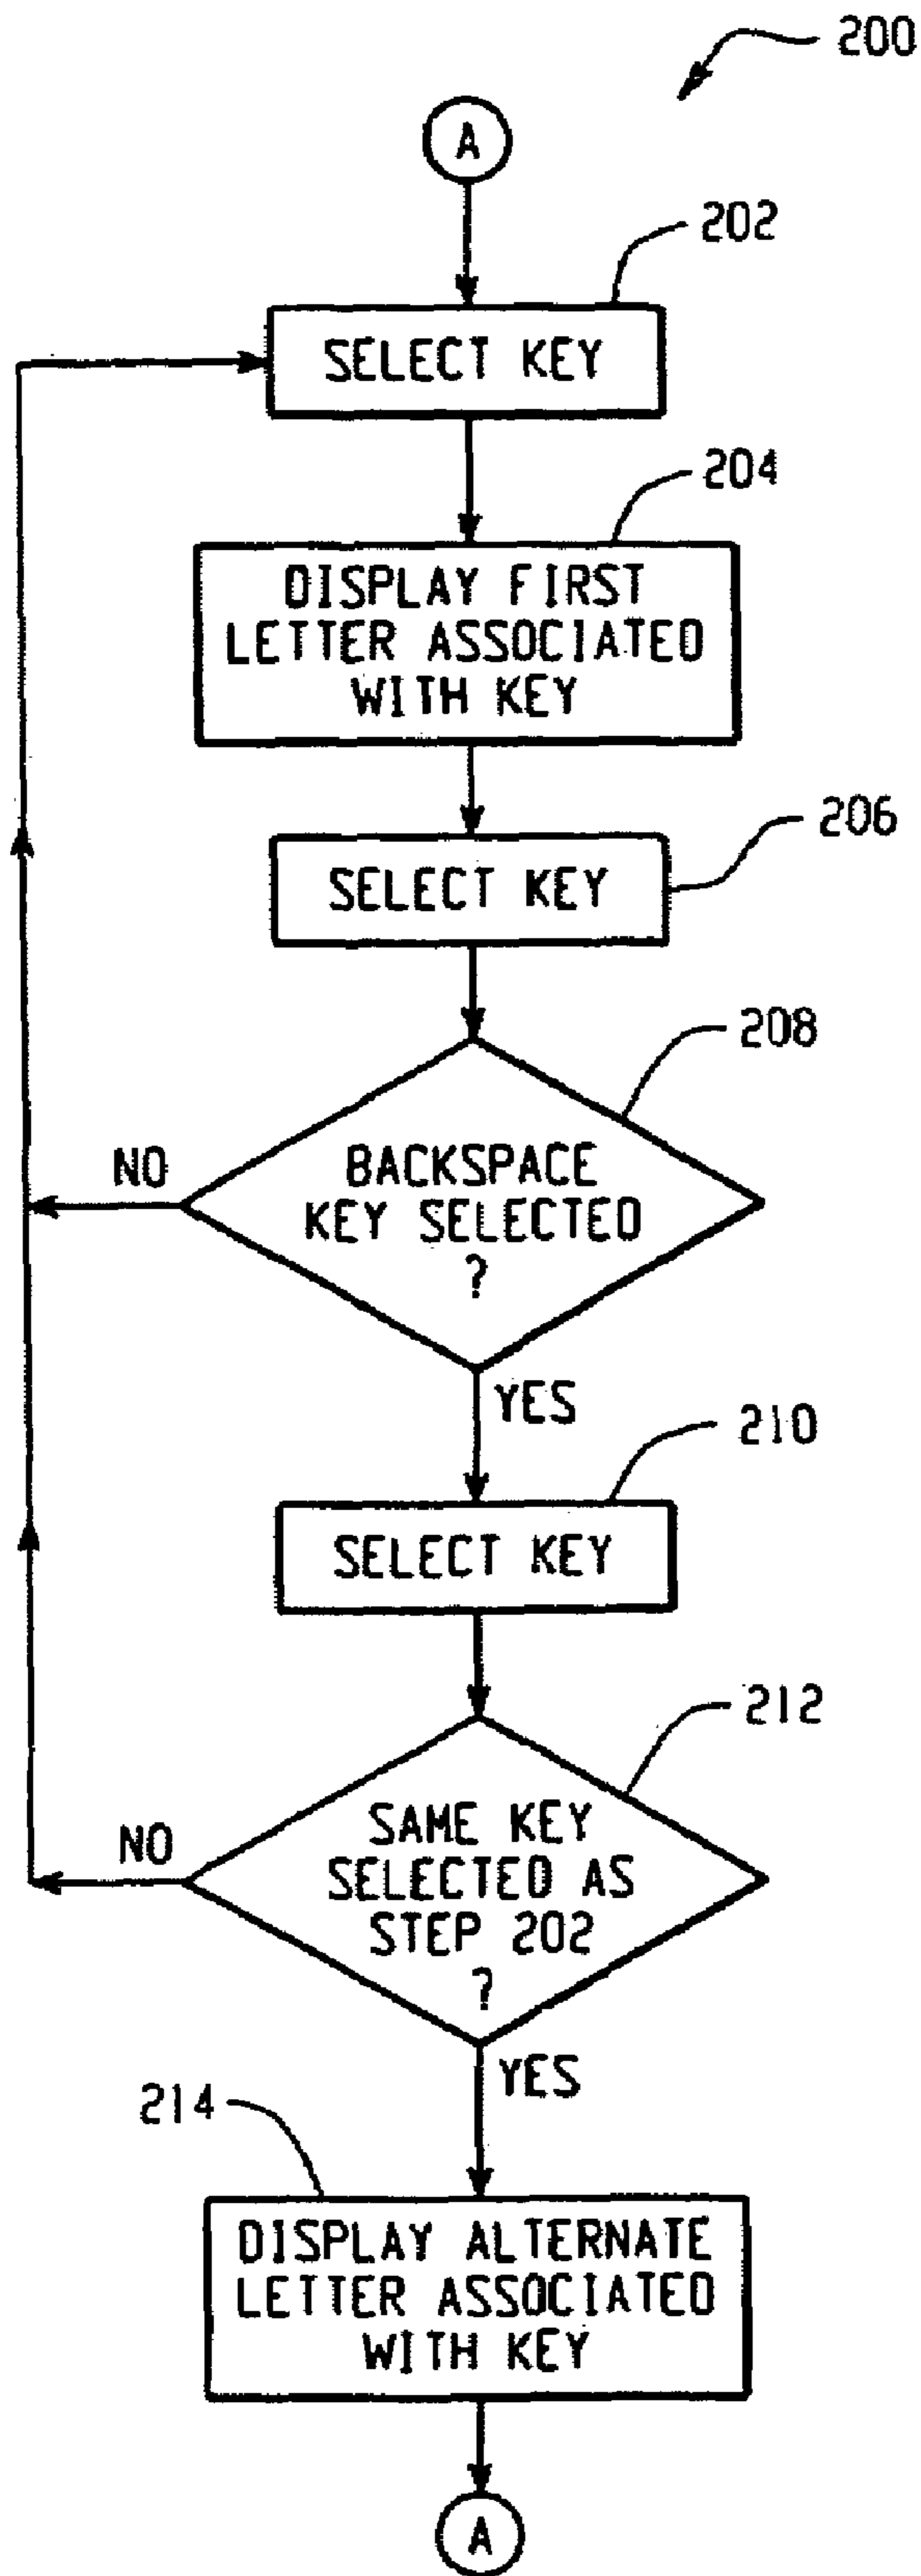 200
A
202
SELECT KEY
204
DISPLAY FIRST
LETTER ASSOCIATED
WITH KEY
206
SELECT KEY
208
BACKSPACE
KEY SELECTED
?
NO
YES
210
SELECT KEY
212
SAME KEY
SELECTED AS
STEP 202
?
NO
YES
214
DISPLAY ALTERNATE
LETTER ASSOCIATED
WITH KEY
A